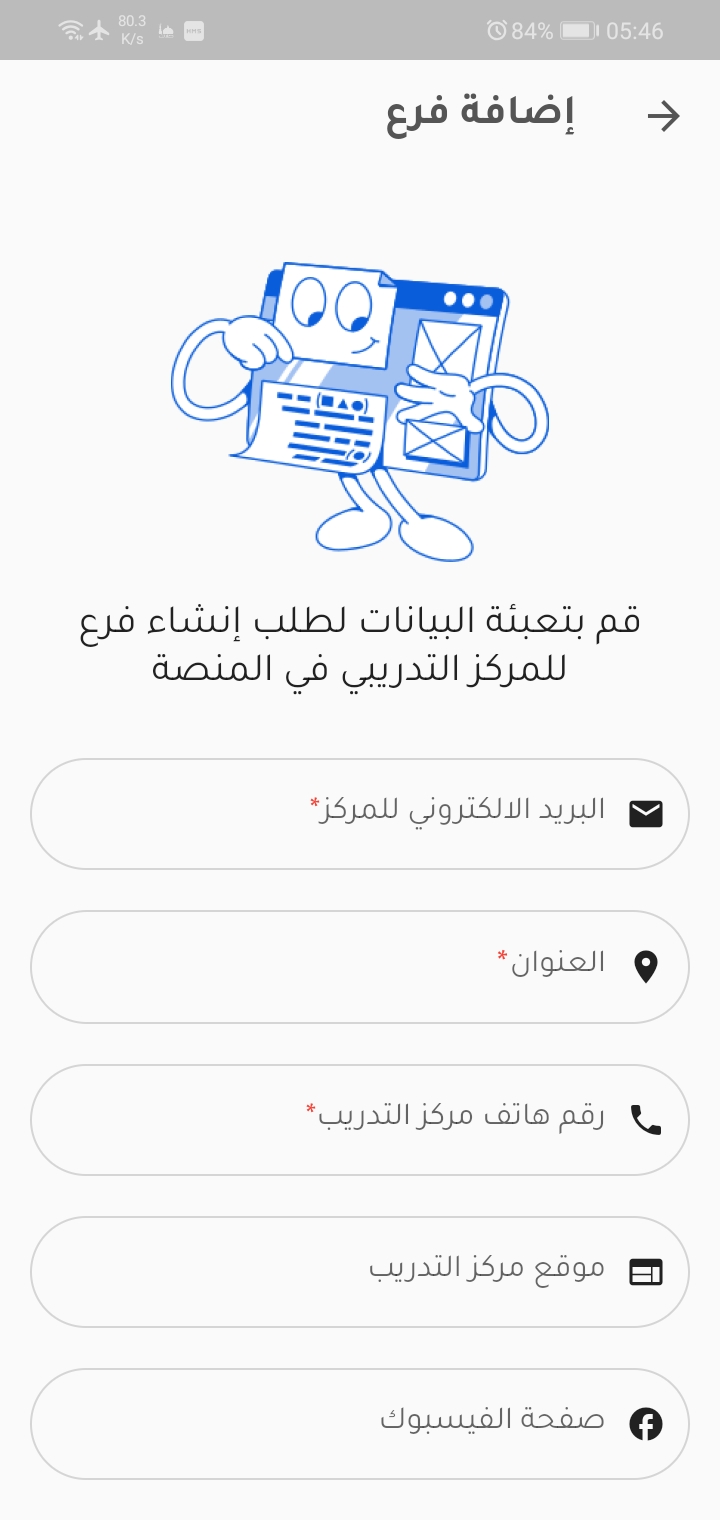 80.3
K/s
HMS
84%
05:46
إضافة فرع
قم بتعبئة البيانات لطلب إنشاء فرع
للمركز التدريبي في المنصة
البريد الالكتروني للمركز*
العنوان*
رقم هاتف مركز التدريب*
موقع مركز التدريب
صفحة الفيسبوك